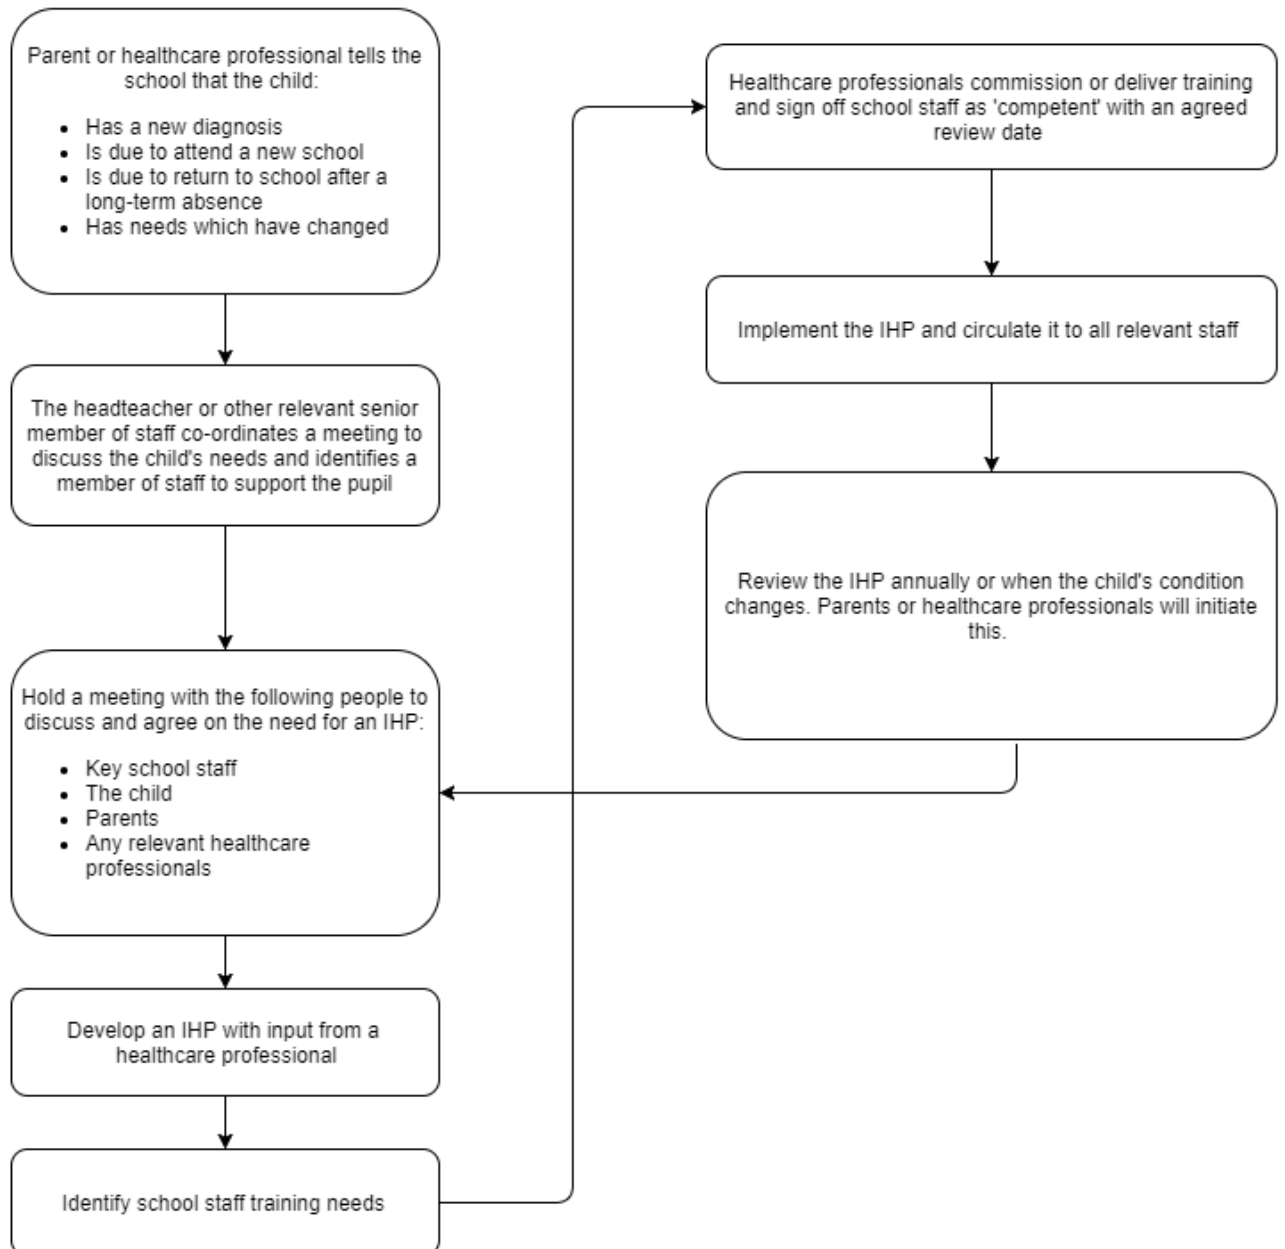 Parent or healthcare professional tells the
school that the child:
• Has a new diagnosis
• Is due to attend a new school
• Is due to return to school after a
long-term absence
• Has needs which have changed
The headteacher or other relevant senior
member of staff co-ordinates a meeting to
discuss the child's needs and identifies a
member of staff to support the pupil
Hold a meeting with the following people to
discuss and agree on the need for an IHP:
• Key school staff
• The child
• Parents
• Any relevant healthcare
professionals
Develop an IHP with input from a
healthcare professional
Identify school staff training needs
Healthcare professionals commission or deliver training
and sign off school staff as 'competent' with an agreed
review date
Implement the IHP and circulate it to all relevant staff
Review the IHP annually or when the child's condition
changes. Parents or healthcare professionals will initiate
this.